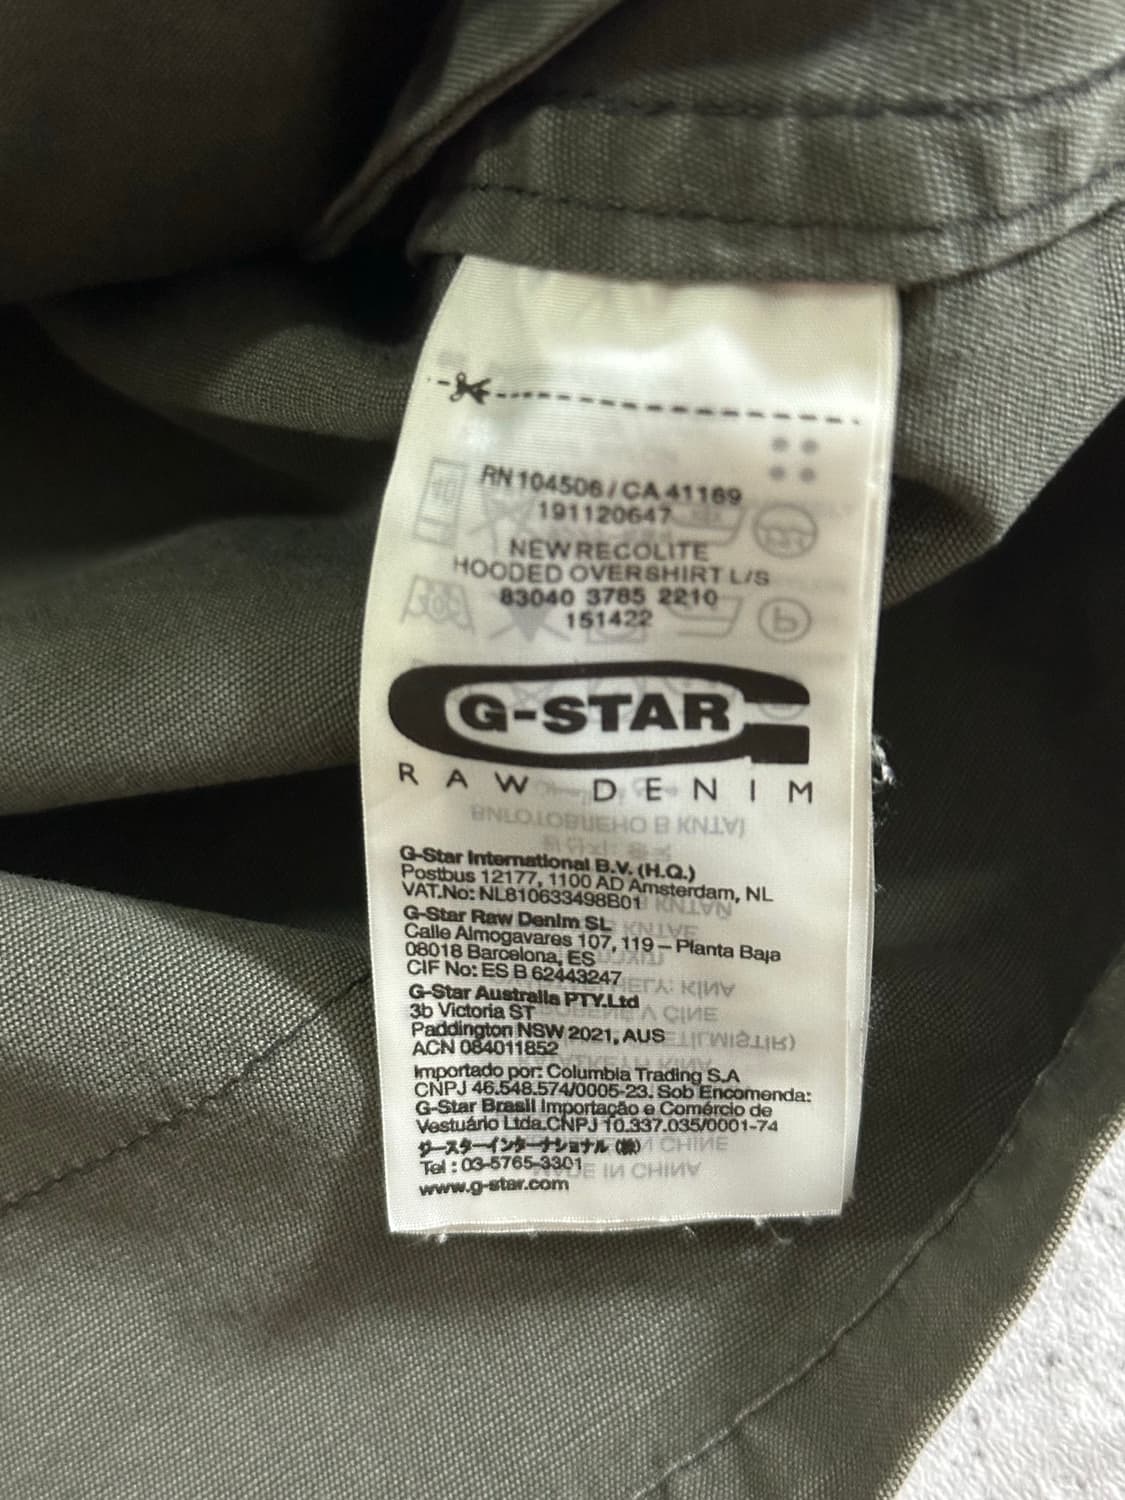 RN 104506 / CA 41169
191120647
NEW RECOLITE
HOODED OVERSHIRT L/S
83040 3785 2210
151422
G-STAR
RAW DENIM
G-Star International B.V. (H.Q.)
Postbus 12177, 1100 AD Amsterdam, NL
VAT.No: NL810633498B01
G-Star Raw Denim SL
Calle Almogavares 107, 119 – Planta Baja
08018 Barcelona, ES
CIF No: ES B 62443247
G-Star Australia PTY.Ltd
3b Victoria ST
Paddington NSW 2021, AUS
ACN 084011852
Importado por: Columbia Trading S.A
CNPJ 46.548.574/0005-23. Sob Encomenda:
G-Star Brasil Importação e Comércio de
Vestuário Ltda.CNPJ 10.337.035/0001-74
ダースターインターナショナル (株)
Tel : 03-5765-3301
www.g-star.com